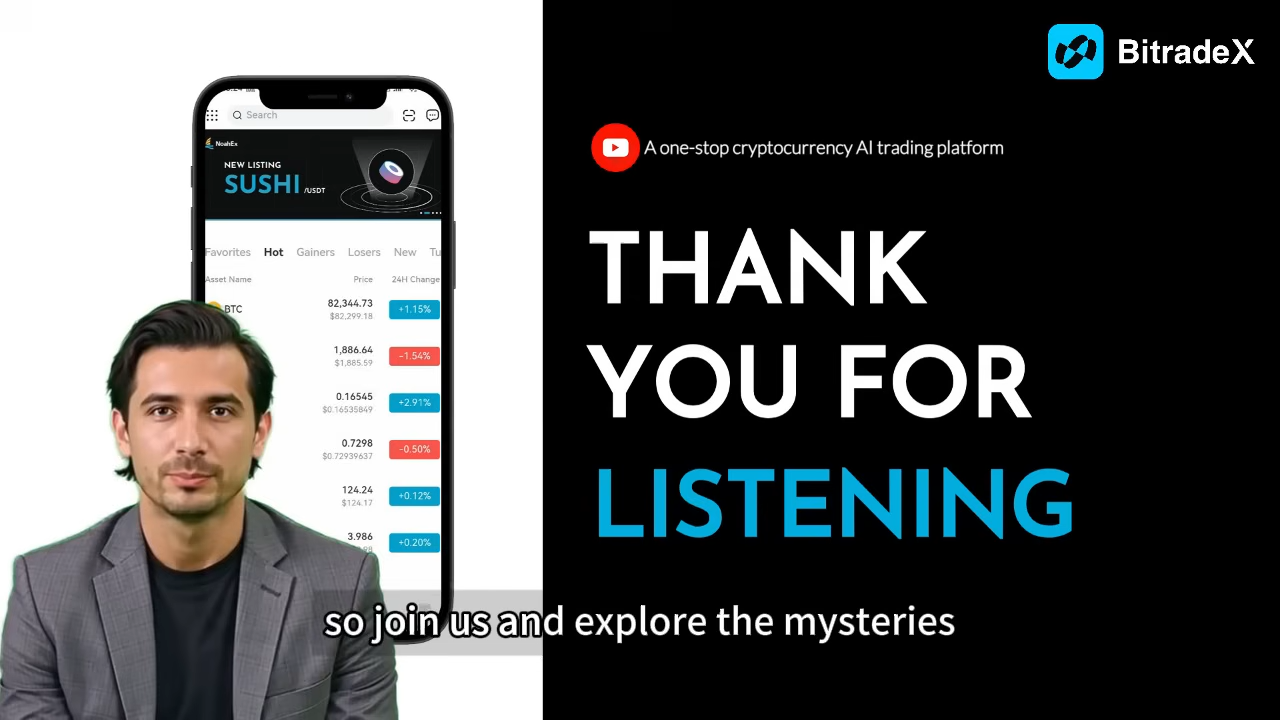 BitradeX
A one-stop cryptocurrency AI trading platform
THANK
YOU FOR
LISTENING
Search
NoahEx
NEW LISTING
SUSHI /USDT
Favorites Hot Gainers Losers New Tu
Asset Name Price 24H Change
BTC 82,344.73 +1.15%
$82,299.18
1,886.64 -1.54%
$1,885.59
0.16545 +2.91%
$0.16535849
0.7298 -0.50%
$0.72939637
124.24 +0.12%
$124.17
3.986 +0.20%
so join us and explore the mysteries